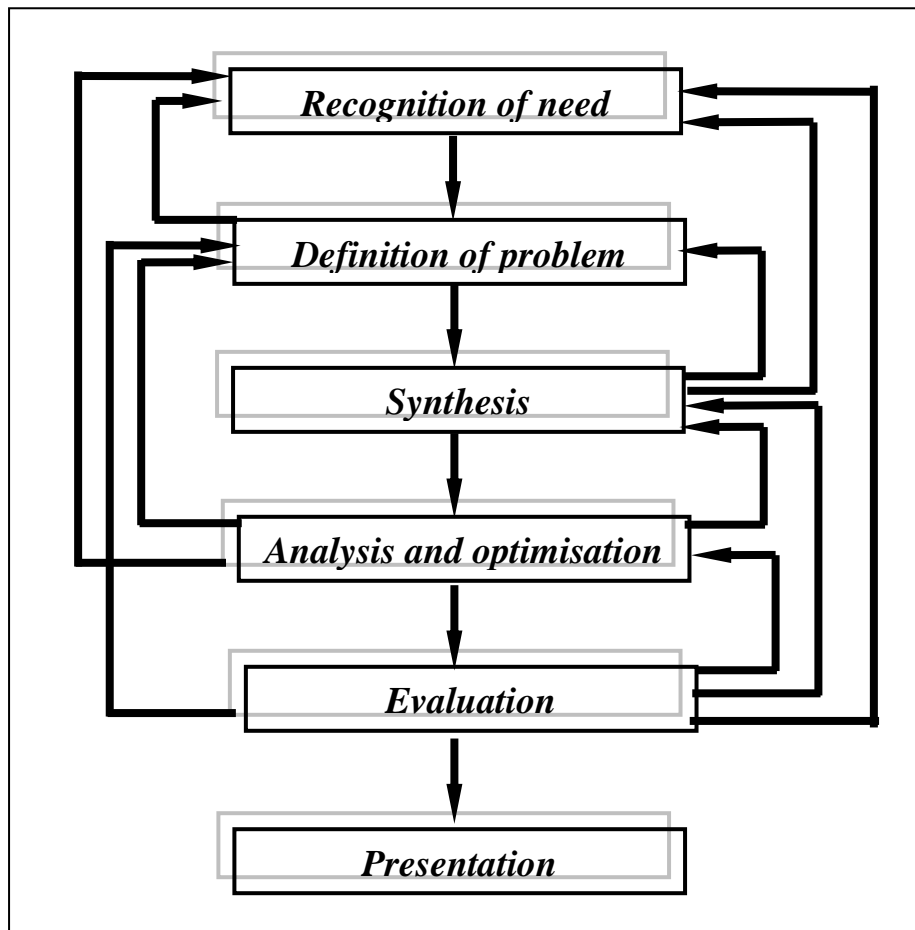 Recognition of need
Definition of problem
Synthesis
Analysis and optimisation
Evaluation
Presentation